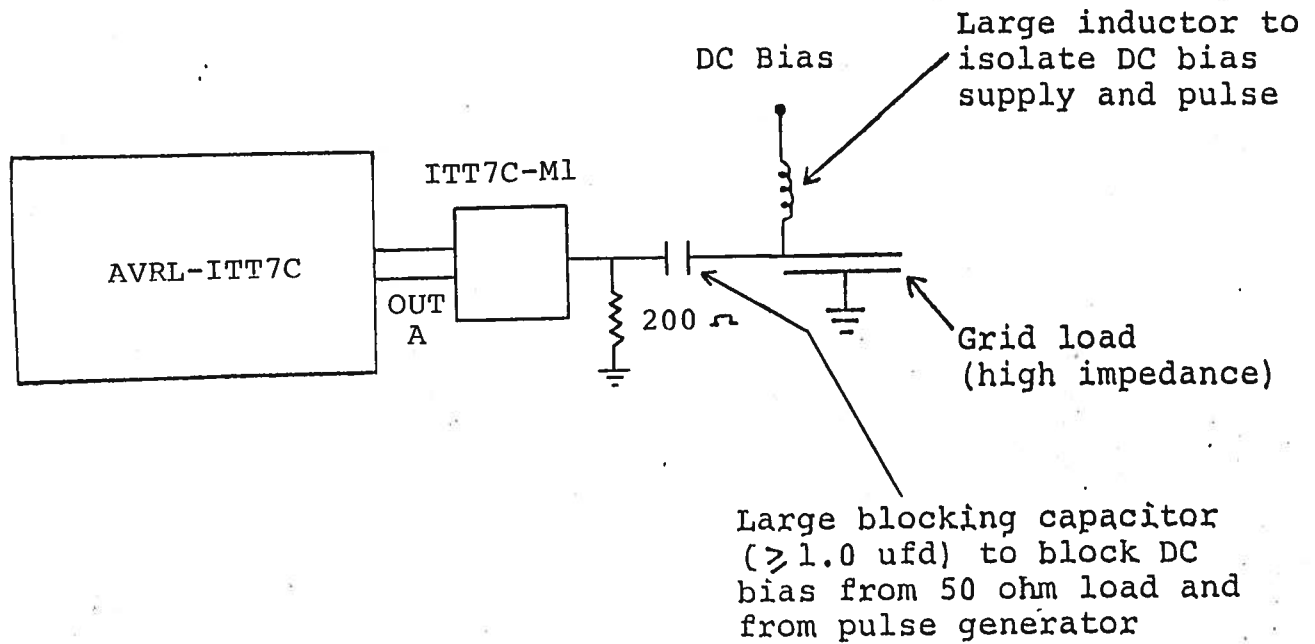 Large inductor to
isolate DC bias
supply and pulse
DC Bias
ITT7C-M1
AVRL-ITT7C
OUT
A
200 Ω
Grid load
(high impedance)
Large blocking capacitor
(≥1.0 ufd) to block DC
bias from 50 ohm load and
from pulse generator